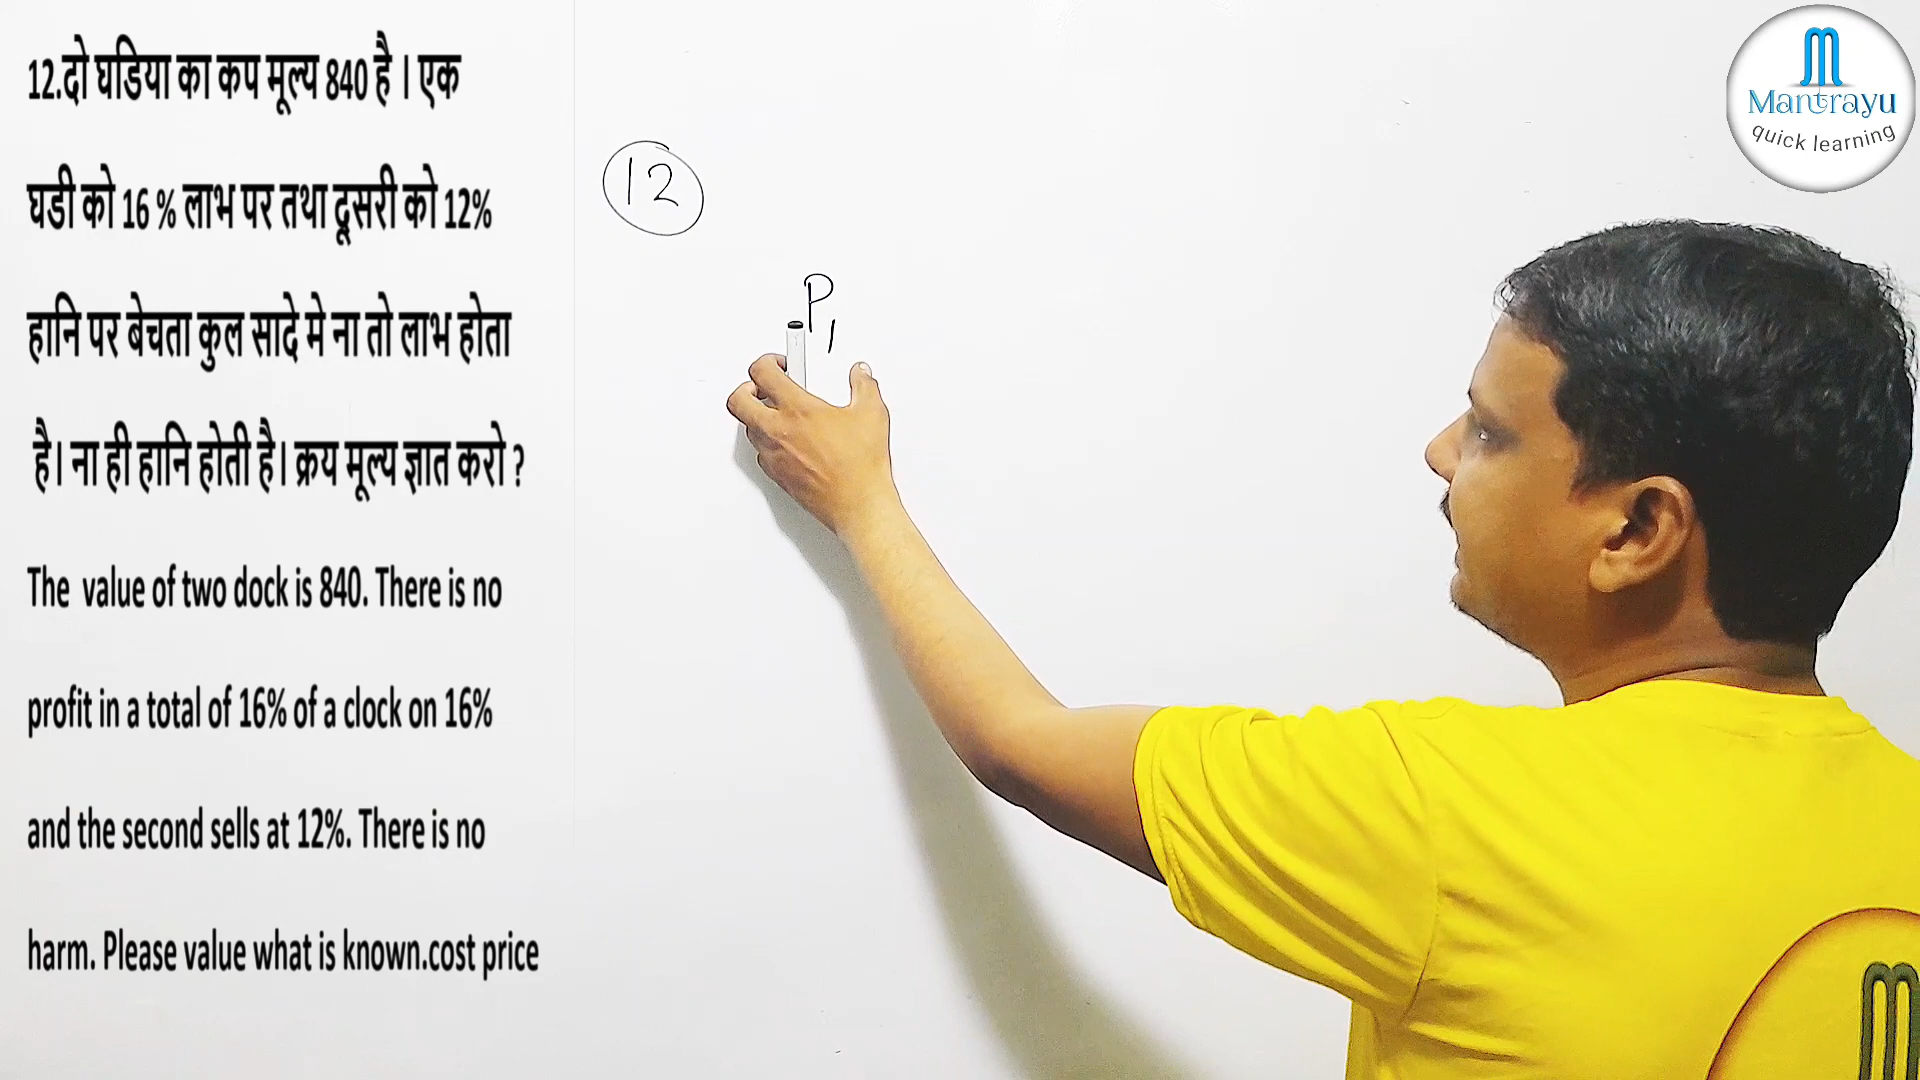 12.दो घडिया का कप मूल्य 840 है । एक
घडी को 16 % लाभ पर तथा दूसरी को 12%
हानि पर बेचता कुल सादे मे ना तो लाभ होता
है। ना ही हानि होती है। क्रय मूल्य ज्ञात करो ?
The value of two dock is 840. There is no
profit in a total of 16% of a clock on 16%
and the second sells at 12%. There is no
harm. Please value what is known.cost price
12
P1
m
Mantrayu
quick learning
m